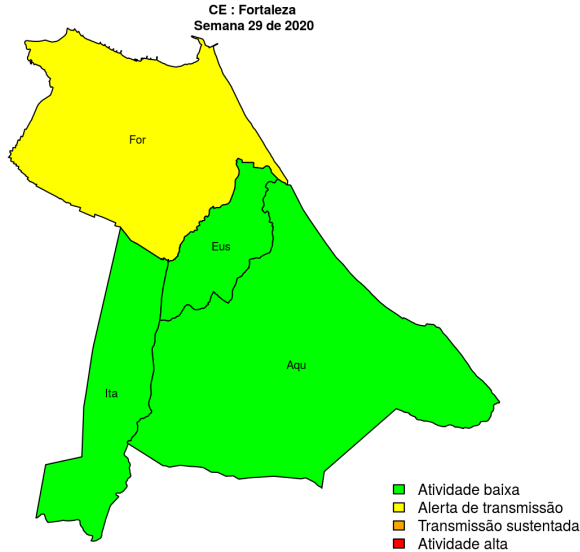 CE : Fortaleza
Semana 29 de 2020
For
Eus
Aqu
Ita
Atividade baixa
Alerta de transmissão
Transmissão sustentada
Atividade alta